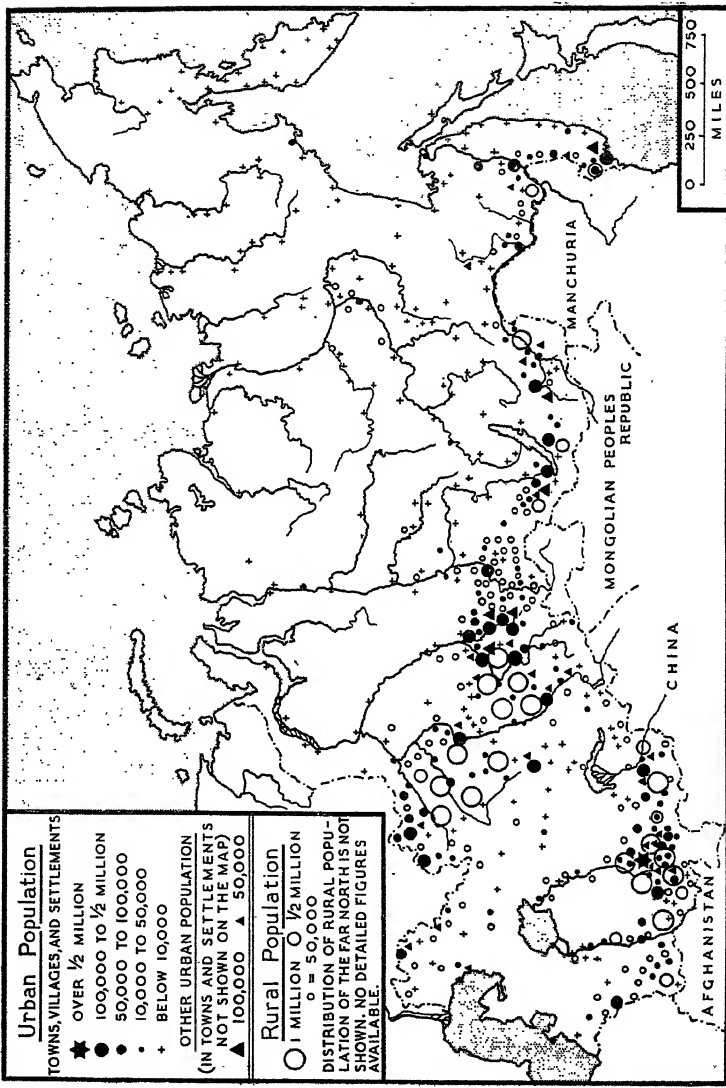 Urban Population
TOWNS, VILLAGES, AND SETTLEMENTS
OVER ½ MILLION
100,000 TO ½ MILLION
50,000 TO 100,000
10,000 TO 50,000
BELOW 10,000
OTHER URBAN POPULATION
(IN TOWNS AND SETTLEMENTS
NOT SHOWN ON THE MAP)
100,000 50,000
Rural Population
1 MILLION ½ MILLION
= 50,000
DISTRIBUTION OF RURAL POPU-
LATION OF THE FAR NORTH IS NOT
SHOWN. NO DETAILED FIGURES
AVAILABLE.
AFGHANISTAN
CHINA
MONGOLIAN PEOPLES
REPUBLIC
MANCHURIA
0 250 500 750
MILES